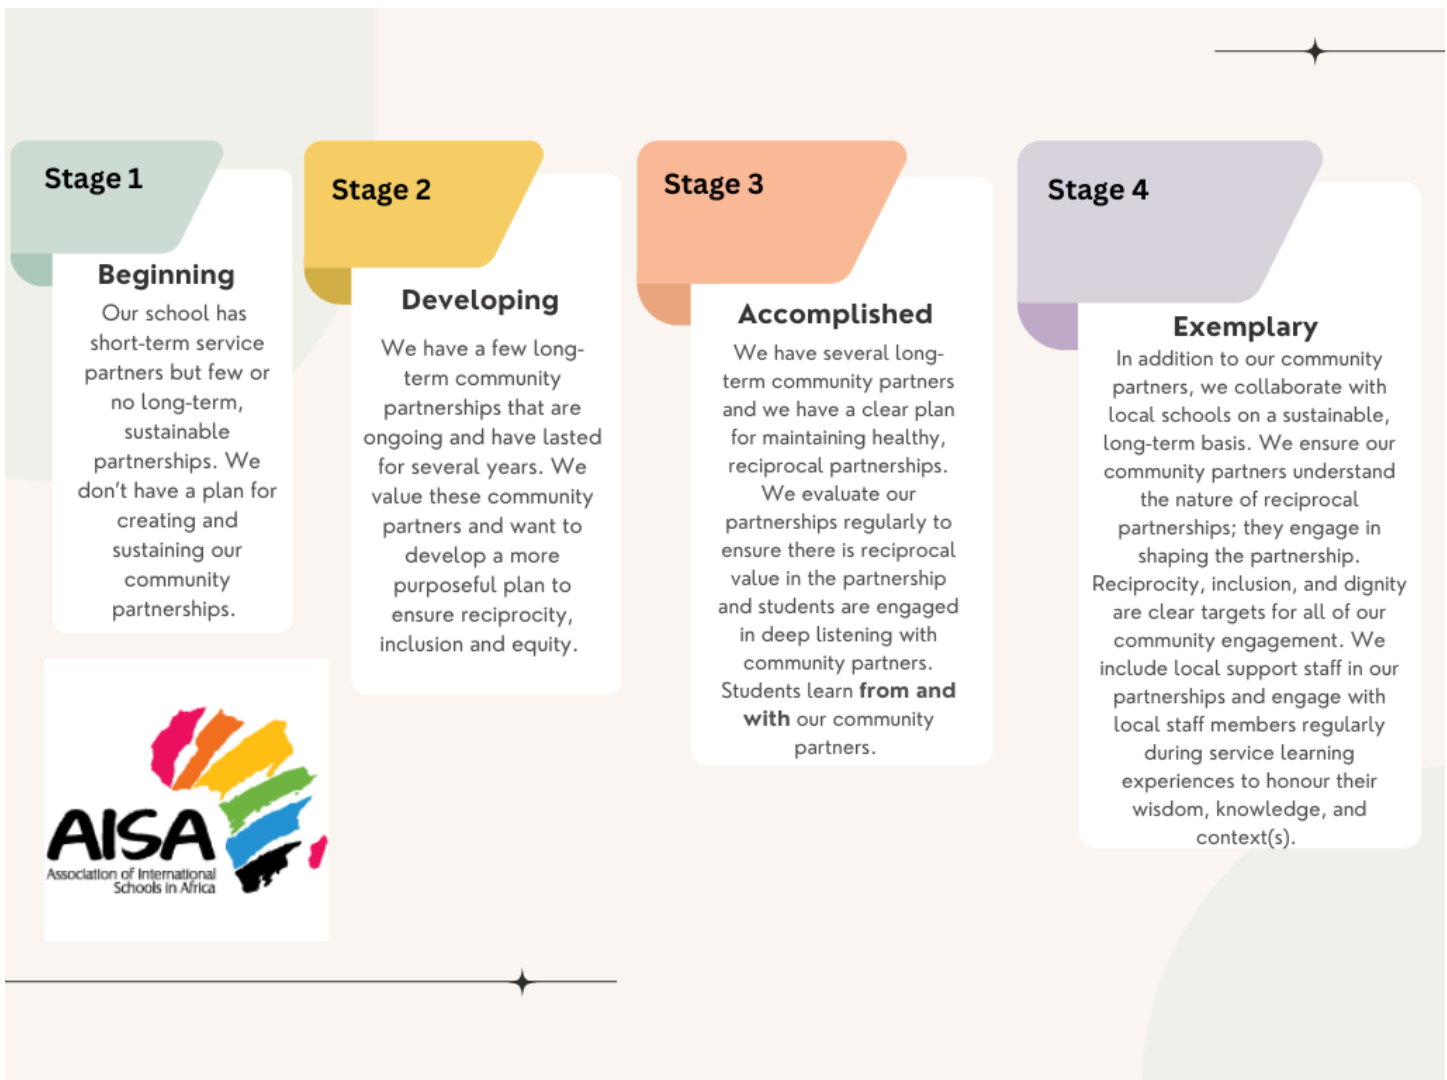 Stage 1
Beginning
Our school has
short-term service
partners but few or
no long-term,
sustainable
partnerships. We
don't have a plan for
creating and
sustaining our
community
partnerships.
Stage 2
Developing
We have a few long-
term community
partnerships that are
ongoing and have lasted
for several years. We
value these community
partners and want to
develop a more
purposeful plan to
ensure reciprocity,
inclusion and equity.
Stage 3
Accomplished
We have several long-
term community partners
and we have a clear plan
for maintaining healthy,
reciprocal partnerships.
We evaluate our
partnerships regularly to
ensure there is reciprocal
value in the partnership
and students are engaged
in deep listening with
community partners.
Students learn from and
with our community
partners.
Stage 4
Exemplary
In addition to our community
partners, we collaborate with
local schools on a sustainable,
long-term basis. We ensure our
community partners understand
the nature of reciprocal
partnerships; they engage in
shaping the partnership.
Reciprocity, inclusion, and dignity
are clear targets for all of our
community engagement. We
include local support staff in our
partnerships and engage with
local staff members regularly
during service learning
experiences to honour their
wisdom, knowledge, and
context(s).
AISA
Association of International
Schools in Africa